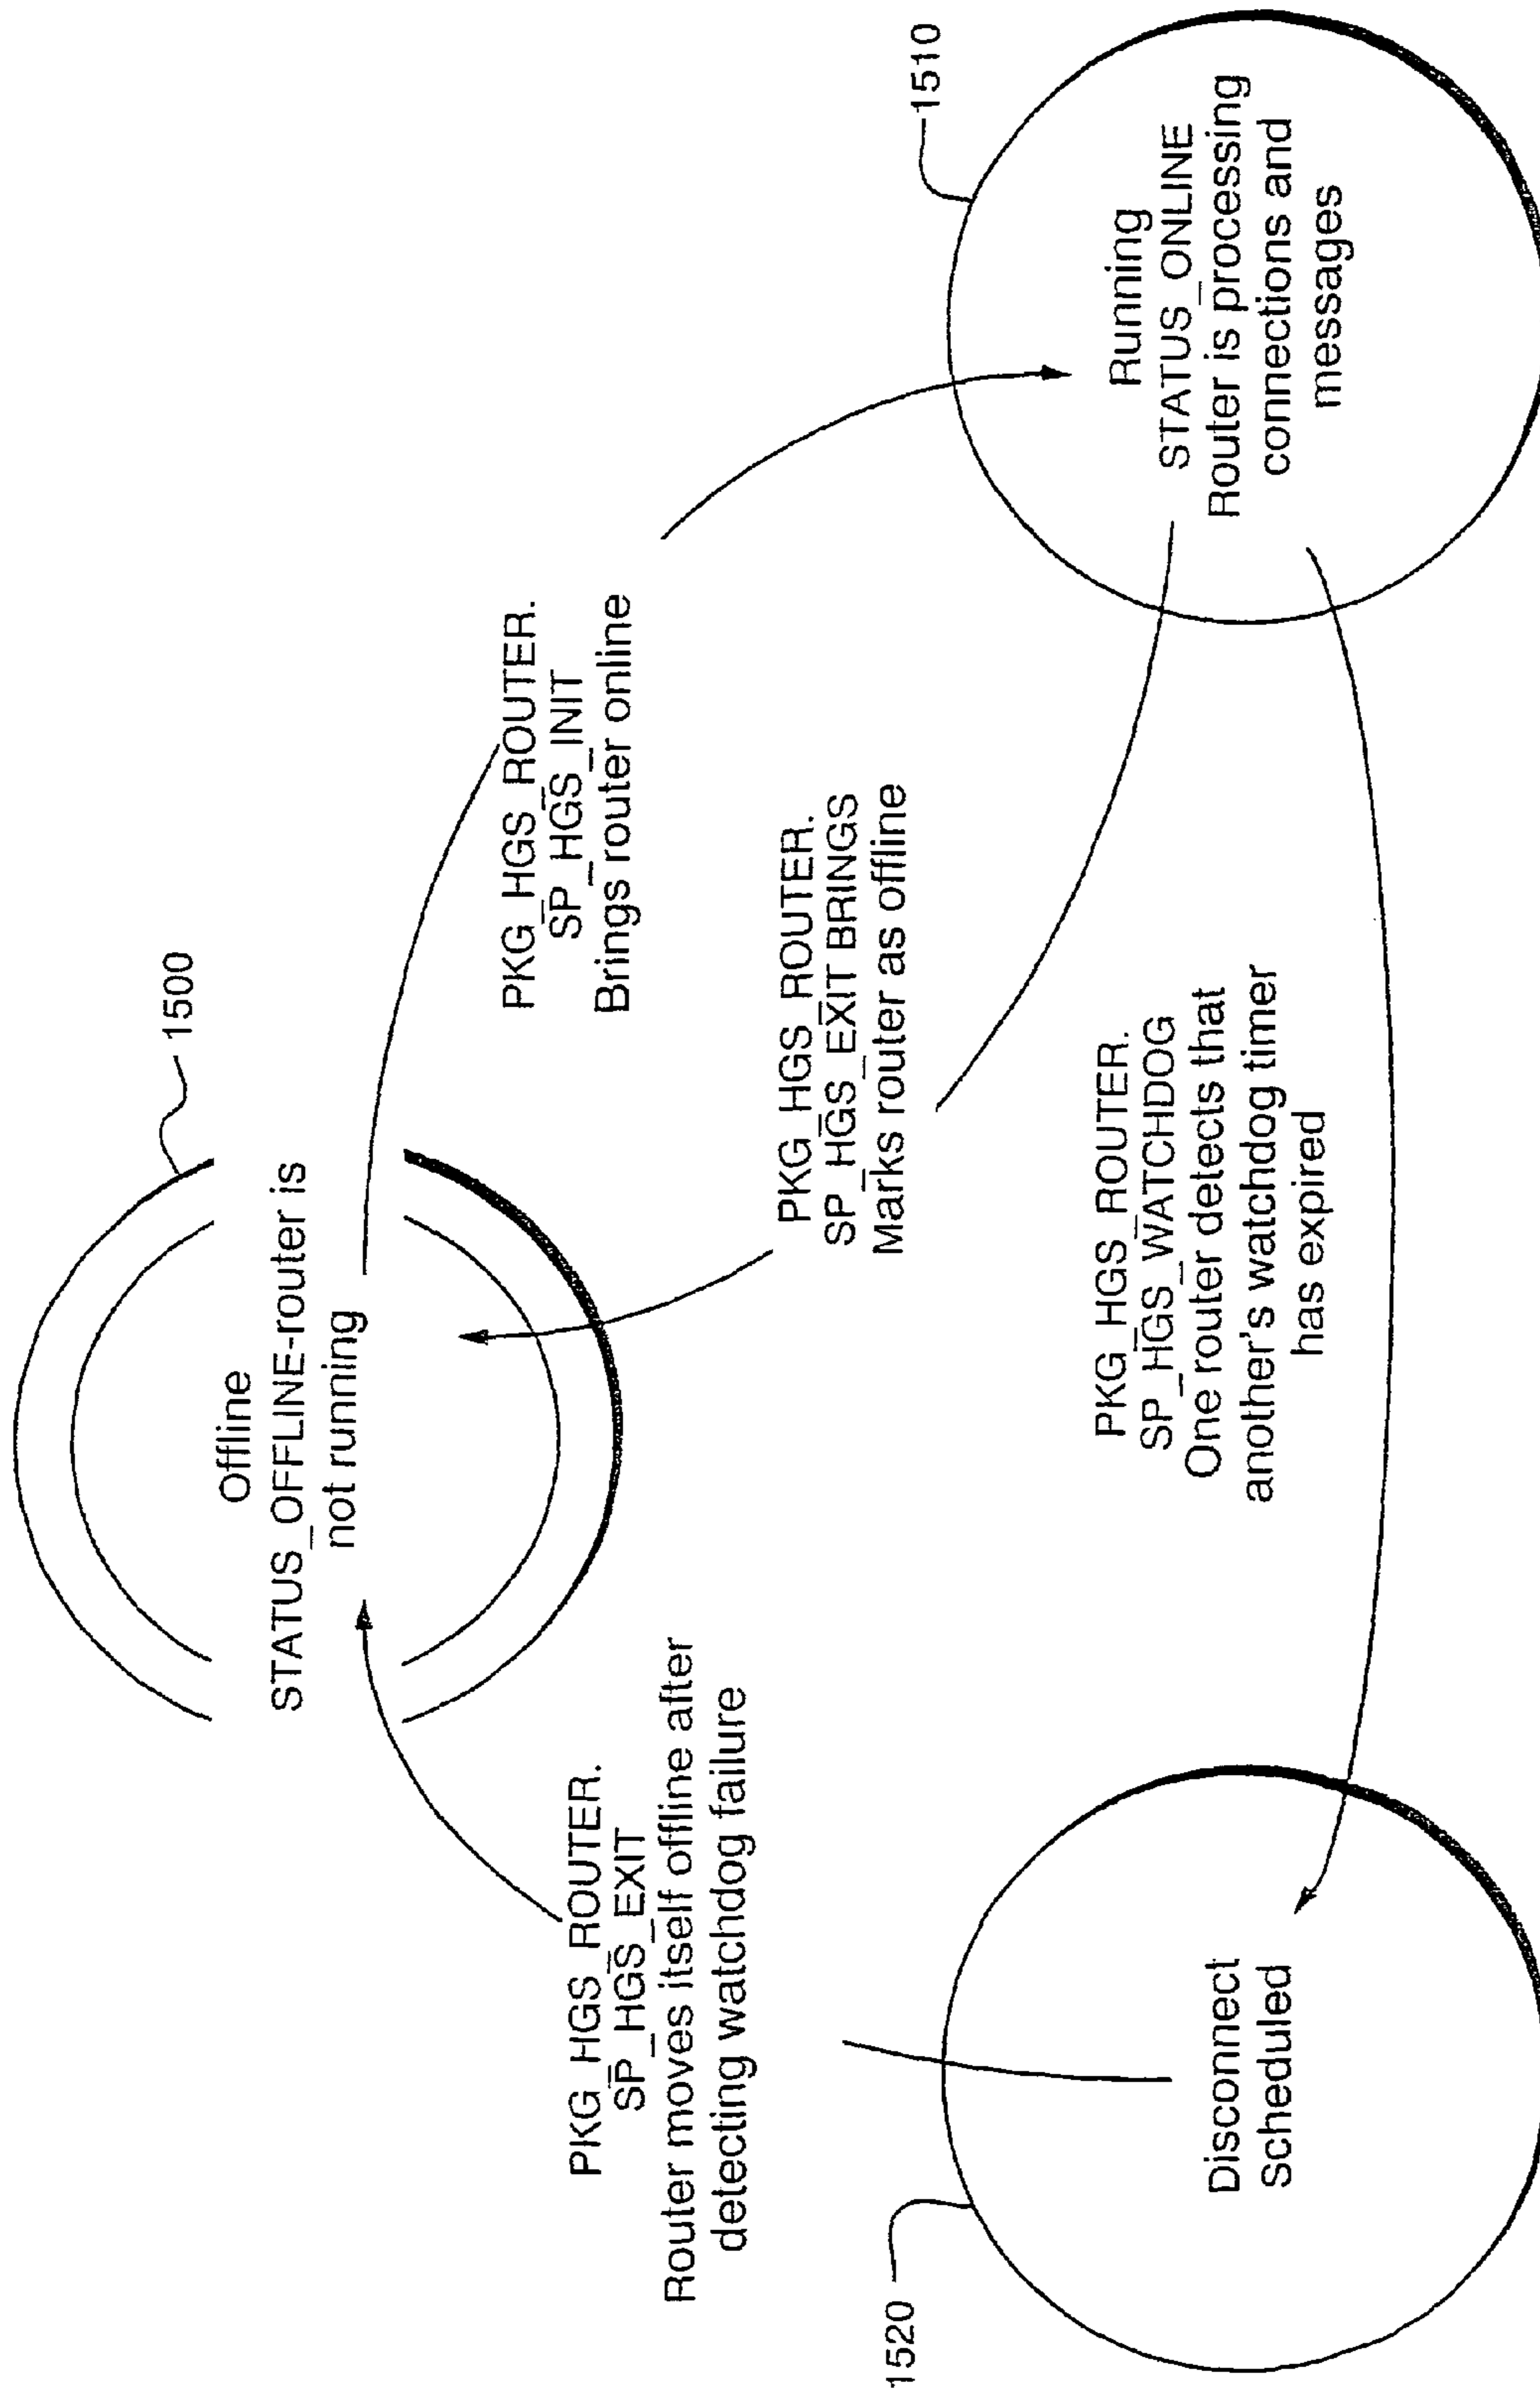 1500
Offline
STATUS_OFFLINE-router is
not running
PKG_HGS_ROUTER.
SP_HGS_EXIT
Router moves itself offline after
detecting watchdog failure
PKG_HGS_ROUTER.
SP_HGS_INIT
Brings router online
PKG_HGS_ROUTER.
SP_HGS_EXIT BRINGS
Marks router as offline
1520
Disconnect
Scheduled
PKG_HGS_ROUTER.
SP_HGS_WATCHDOG
One router detects that
another's watchdog timer
has expired
1510
Running
STATUS_ONLINE
Router is processing
connections and
messages